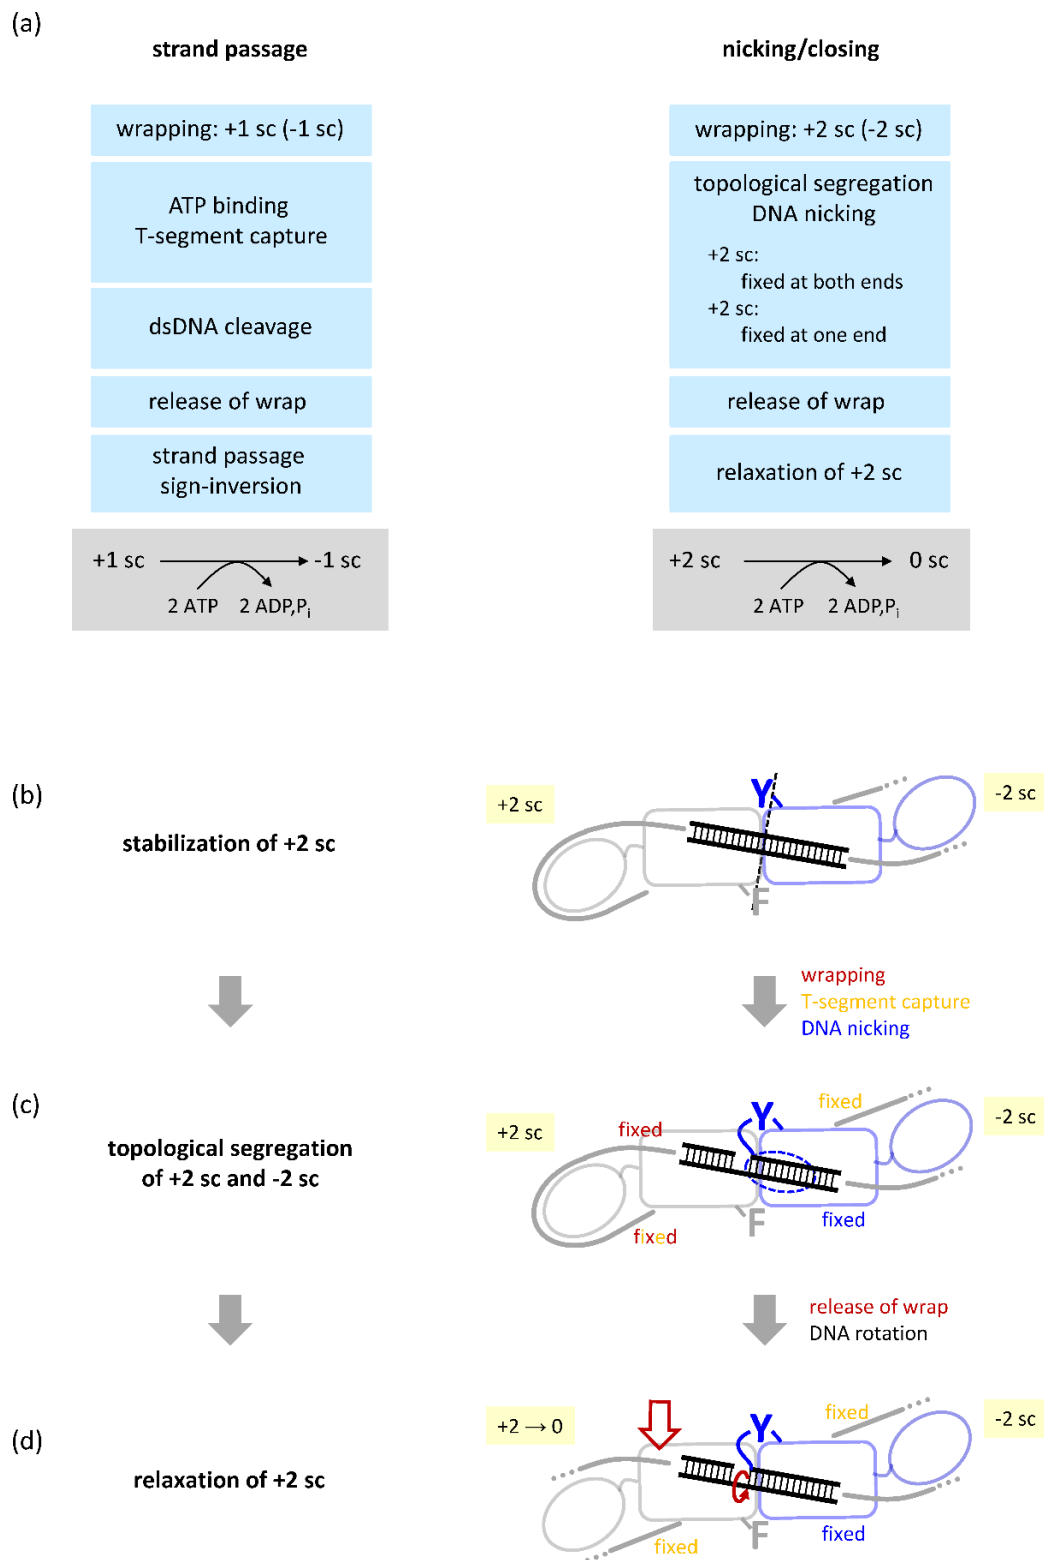 (a)
strand passage
nicking/closing
wrapping: +1 sc (-1 sc)
wrapping: +2 sc (-2 sc)
ATP binding
T-segment capture
topological segregation
DNA nicking
+2 sc:
fixed at both ends
+2 sc:
fixed at one end
dsDNA cleavage
release of wrap
release of wrap
strand passage
sign-inversion
relaxation of +2 sc
+1 sc
-1 sc
2 ATP
2 ADP,Pi
+2 sc
0 sc
2 ATP
2 ADP,Pi
(b)
stabilization of +2 sc
+2 sc
Y
-2 sc
F
wrapping
T-segment capture
DNA nicking
(c)
topological segregation
of +2 sc and -2 sc
+2 sc
fixed
Y
fixed
-2 sc
fixed
F
fixed
release of wrap
DNA rotation
(d)
relaxation of +2 sc
+2 → 0
Y
fixed
-2 sc
fixed
F
fixed